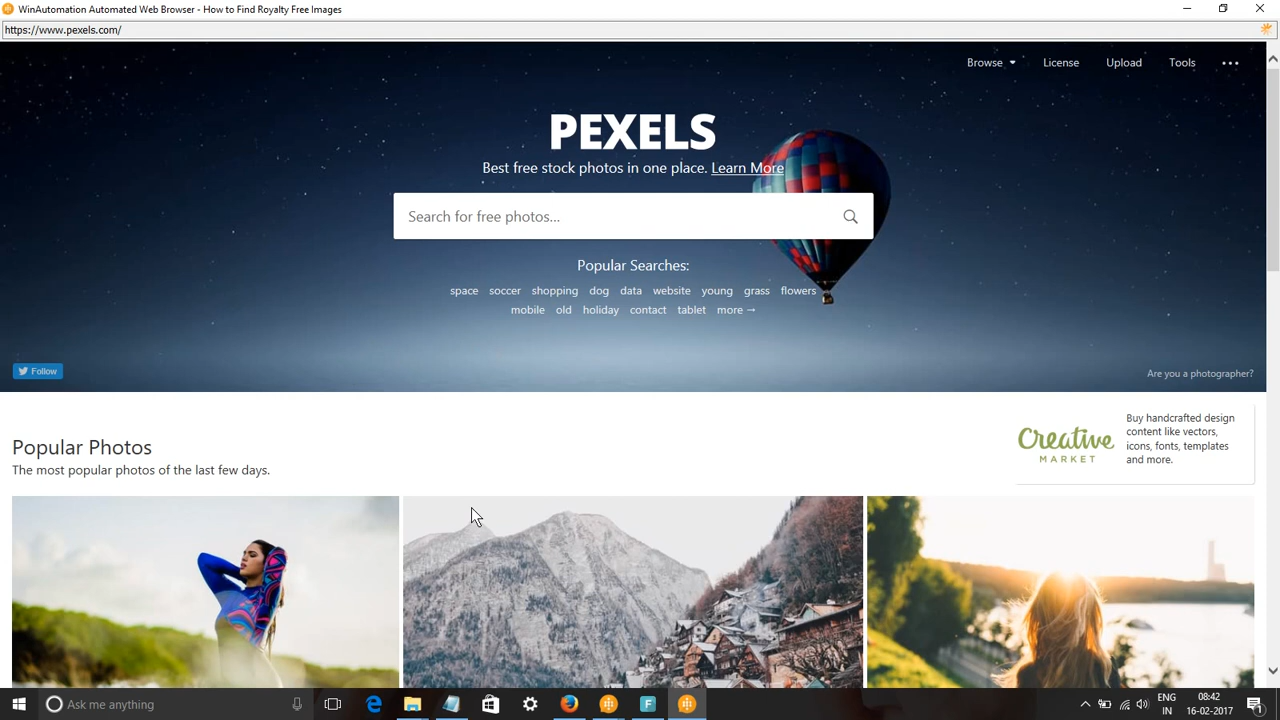 WinAutomation Automated Web Browser - How to Find Royalty Free Images
https://www.pexels.com/
Browse License Upload Tools
PEXELS
Best free stock photos in one place. Learn More
Search for free photos...
Popular Searches:
space soccer shopping dog data website young grass flowers
mobile old holiday contact tablet more →
Follow
Are you a photographer?
Popular Photos
The most popular photos of the last few days.
Creative
MARKET
Buy handcrafted design
content like vectors,
icons, fonts, templates
and more.
Ask me anything
ENG
IN
08:42
16-02-2017